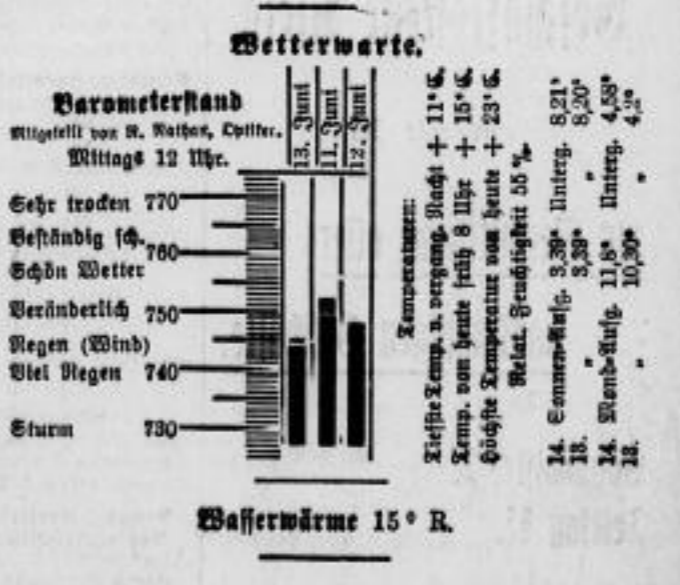 Wetterwarte.
Barometerstand
Mitgeteilt von R. Nathan, Optiker.
Mittags 12 Uhr.
13. Juni
11. Juni
12. Juni
Sehr trocken 770
Beständig sch.
760
Schön Wetter
Veränderlich 750
Regen (Wind)
Viel Regen 740
Sturm 730
Temperaturen:
Tiefste Temp. v. vergang. Nacht + 11° C.
Temp. von heute früh 8 Uhr + 15° C.
Höchste Temperatur von heute + 23° C.
Relat. Feuchtigkeit 55 %.
14. Sonnen-Aufg. 3,39* Unterg. 8,21*
13. „ 3,39* „ 8,20*
14. Mond-Aufg. 11,8* Unterg. 4,58*
13. „ 10,30* „ 4,2*
Wasserwärme 15° R.